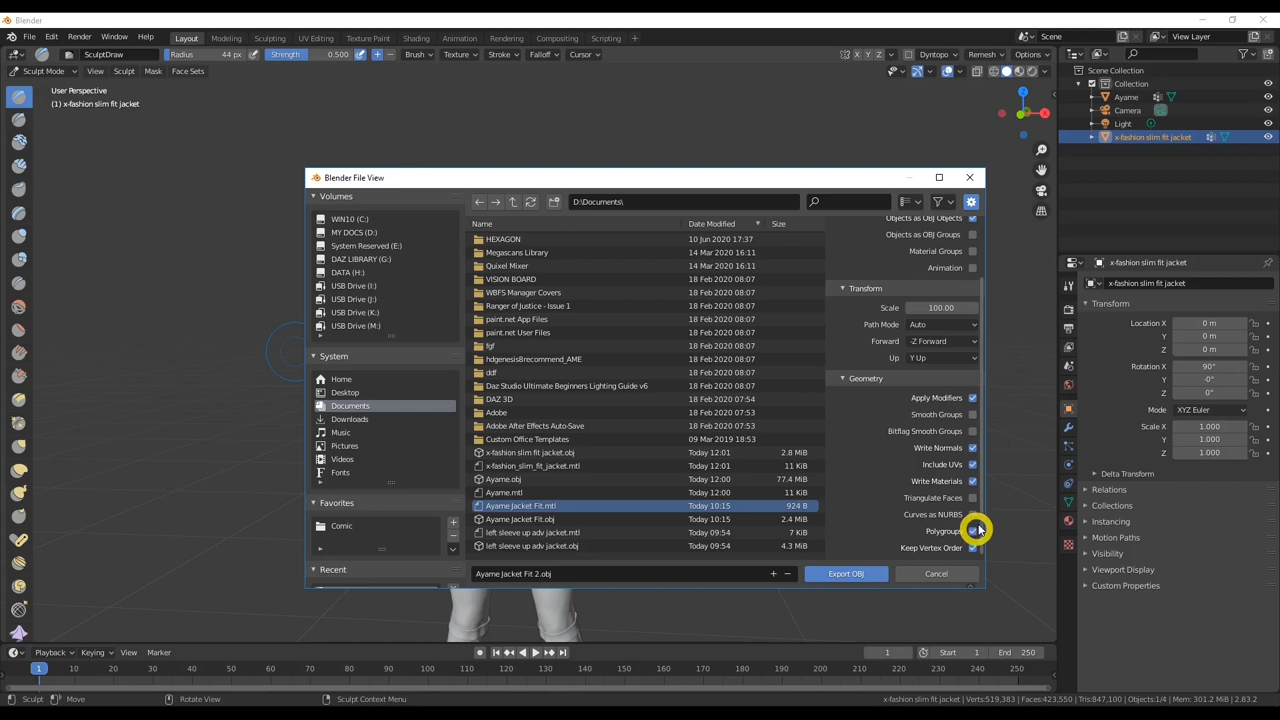 Blender
File Edit Render Window Help Layout Modeling Sculpting UV Editing Texture Paint Shading Animation Rendering Compositing Scripting + Scene View Layer
SculptDraw Radius 44 px Strength 0.500 Brush Texture Stroke Falloff Cursor X Y Z Dyntopo Remesh Options
Sculpt Mode View Sculpt Mask Face Sets
User Perspective
(1) x-fashion slim fit jacket
Scene Collection
Collection
Ayame
Camera
Light
x-fashion slim fit jacket
Z
X
Blender File View
Volumes
WIN10 (C:)
MY DOCS (D:)
System Reserved (E:)
DAZ LIBRARY (G:)
DATA (H:)
USB Drive (I:)
USB Drive (J:)
USB Drive (K:)
USB Drive (M:)
System
Home
Desktop
Documents
Downloads
Music
Pictures
Videos
Fonts
Favorites
Comic
Recent
D:\Documents\
Name Date Modified Size
HEXAGON 10 Jun 2020 17:37
Megascans Library 14 Mar 2020 16:11
Quixel Mixer 14 Mar 2020 16:11
VISION BOARD 18 Feb 2020 08:07
WBFS Manager Covers 18 Feb 2020 08:07
Ranger of Justice - Issue 1 18 Feb 2020 08:07
paint.net App Files 18 Feb 2020 08:07
paint.net User Files 18 Feb 2020 08:07
fgf 18 Feb 2020 08:07
hdgenesis8recommend_AME 18 Feb 2020 08:07
ddf 18 Feb 2020 08:07
Daz Studio Ultimate Beginners Lighting Guide v6 18 Feb 2020 08:07
DAZ 3D 18 Feb 2020 07:54
Adobe 18 Feb 2020 07:53
Adobe After Effects Auto-Save 18 Feb 2020 07:53
Custom Office Templates 09 Mar 2019 18:53
x-fashion slim fit jacket.obj Today 12:01 2.8 MiB
x-fashion_slim_fit_jacket.mtl Today 12:01 11 KiB
Ayame.obj Today 12:00 77.4 MiB
Ayame.mtl Today 12:00 11 KiB
Ayame Jacket Fit.mtl Today 10:15 924 B
Ayame Jacket Fit.obj Today 10:15 2.4 MiB
left sleeve up adv jacket.mtl Today 09:54 7 KiB
left sleeve up adv jacket.obj Today 09:54 4.3 MiB
Objects as OBJ Objects
Objects as OBJ Groups
Material Groups
Animation
Transform
Scale 100.00
Path Mode Auto
Forward -Z Forward
Up Y Up
Geometry
Apply Modifiers
Smooth Groups
Bitflag Smooth Groups
Write Normals
Include UVs
Write Materials
Triangulate Faces
Curves as NURBS
Polygroups
Keep Vertex Order
Ayame Jacket Fit 2.obj + − Export OBJ Cancel
x-fashion slim fit jacket
x-fashion slim fit jacket
Transform
Location X 0 m
Y 0 m
Z 0 m
Rotation X 90°
Y -0°
Z 0°
Mode XYZ Euler
Scale X 1.000
Y 1.000
Z 1.000
Delta Transform
Relations
Collections
Instancing
Motion Paths
Visibility
Viewport Display
Custom Properties
Playback Keying View Marker 1 Start 1 End 250
1 10 20 30 40 50 60 70 80 90 100 110 120 130 140 150 160 170 180 190 200 210 220 230 240 250
Sculpt Move Rotate View Sculpt Context Menu x-fashion slim fit jacket | Verts:519,383 | Faces:423,550 | Tris:847,100 | Objects:1/4 | Mem: 301.2 MiB | 2.83.2